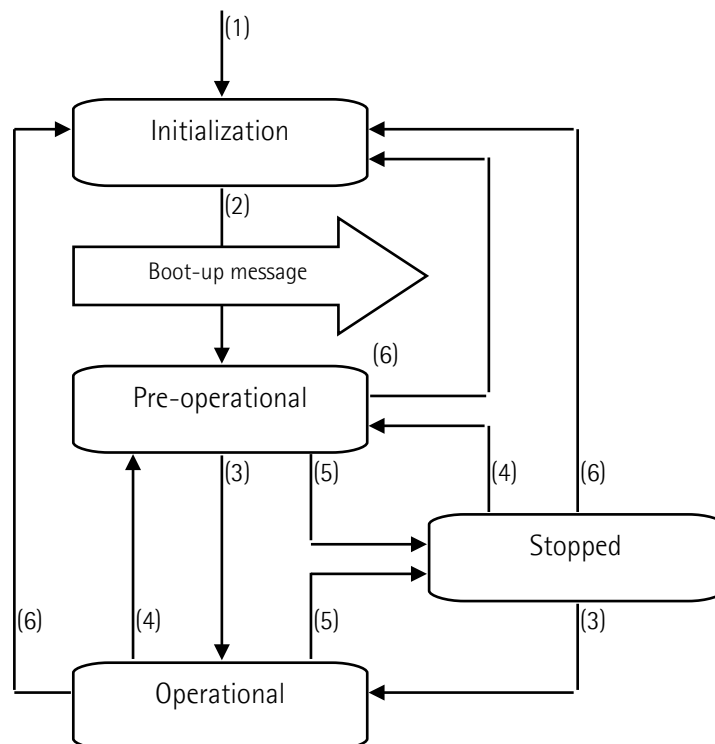 (1)
Initialization
(2)
Boot-up message
(6)
Pre-operational
(3)
(5)
(4)
(6)
Stopped
(6)
(4)
(5)
(3)
Operational